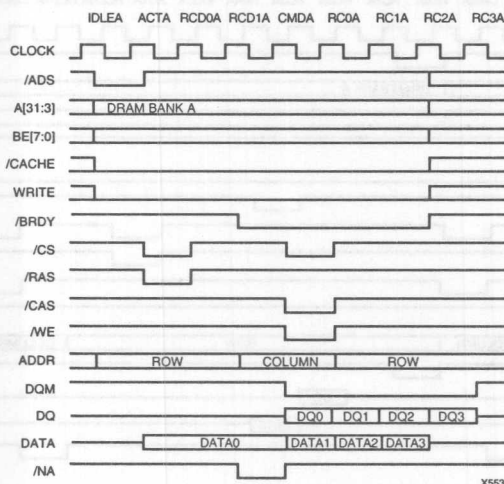 IDLEA ACTA RCD0A RCD1A CMDA RC0A RC1A RC2A RC3A
CLOCK
/ADS
A[31:3] DRAM BANK A
BE[7:0]
/CACHE
WRITE
/BRDY
/CS
/RAS
/CAS
/WE
ADDR ROW COLUMN ROW
DQM
DQ DQ0 DQ1 DQ2 DQ3
DATA DATA0 DATA1 DATA2 DATA3
/NA